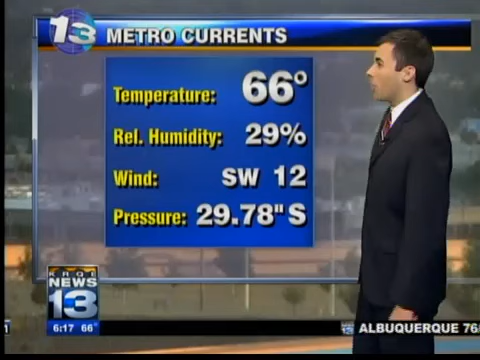 13 METRO CURRENTS
Temperature: 66°
Rel. Humidity: 29%
Wind: SW 12
Pressure: 29.78" S
KRQE
NEWS
13
6:17 66°
13 ALBUQUERQUE 76/